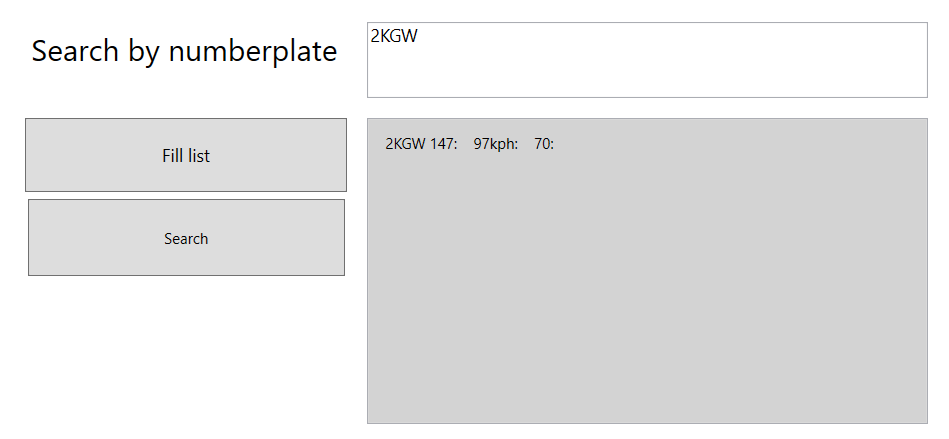 Search by numberplate
2KGW
Fill list
Search
2KGW 147:    97kph:    70: